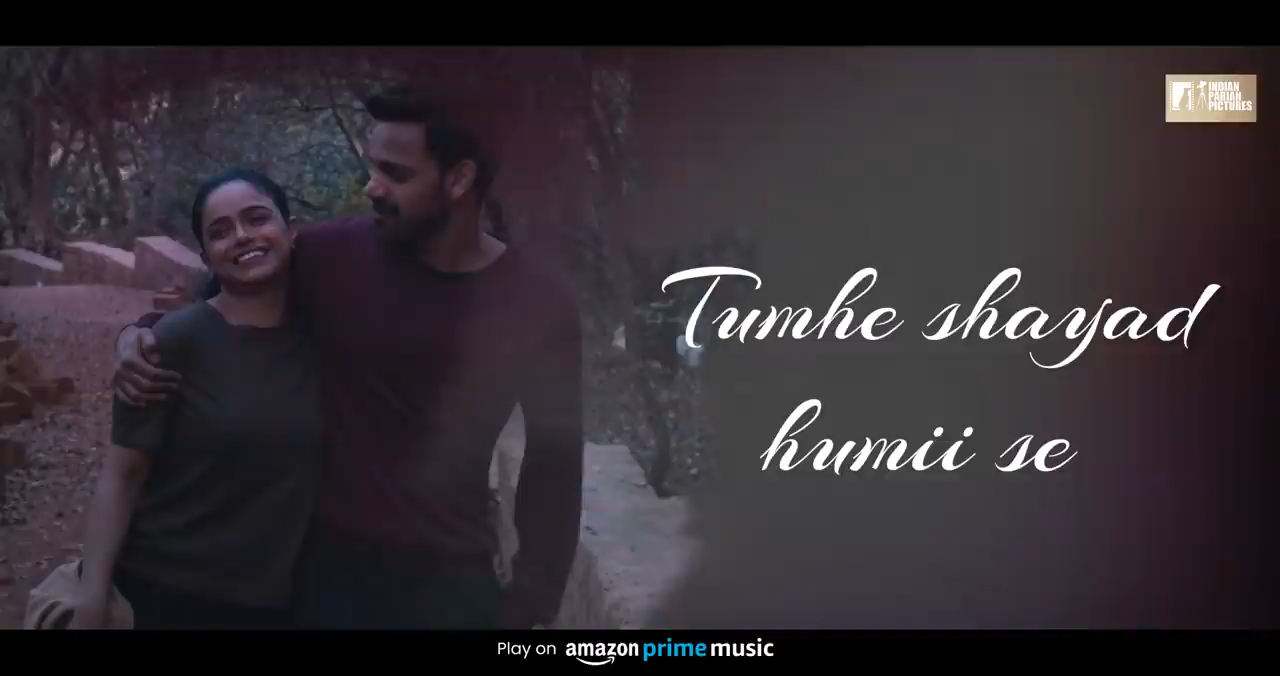 INDIAN
PARIAH
PICTURES
Tumhe shayad
humii se
Play on amazon prime music